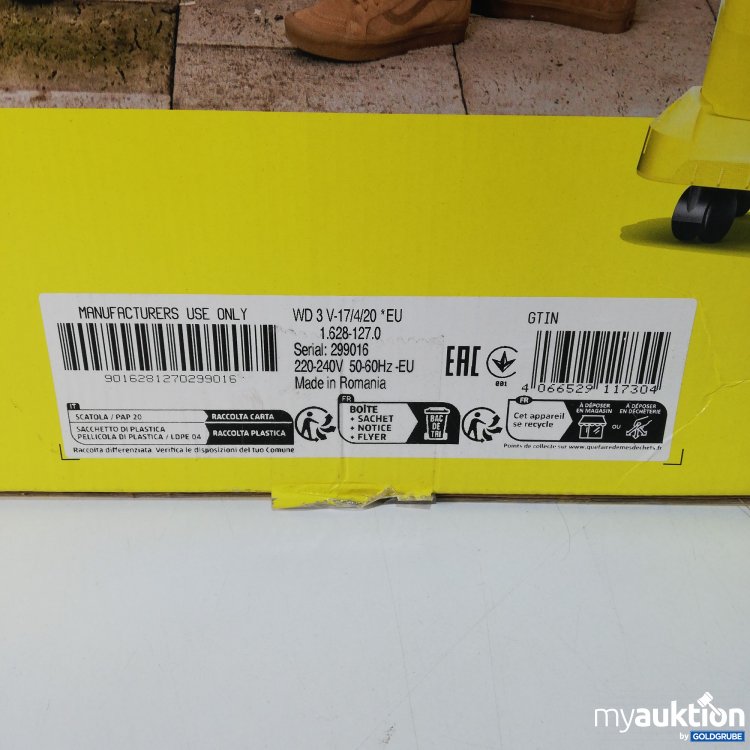 MANUFACTURERS USE ONLY
9016281270299016
WD 3 V-17/4/20 *EU
1.628-127.0
Serial: 299016
220-240V 50-60Hz -EU
Made in Romania
EAC
001
GTIN
4 066529 117304
IT
SCATOLA / PAP 20
RACCOLTA CARTA
SACCHETTO DI PLASTICA
PELLICOLA DI PLASTICA / LDPE 04
RACCOLTA PLASTICA
Raccolta differenziata. Verifica le disposizioni del tuo Comune
FR
BOÎTE
+ SACHET
+ NOTICE
+ FLYER
BAC
DE
TRI
FR
Cet appareil
se recycle
À DÉPOSER
EN MAGASIN
OU
À DÉPOSER
EN DÉCHÈTERIE
Points de collecte sur www.quefairedemesdechets.fr
myauktion
by GOLDGRUBE